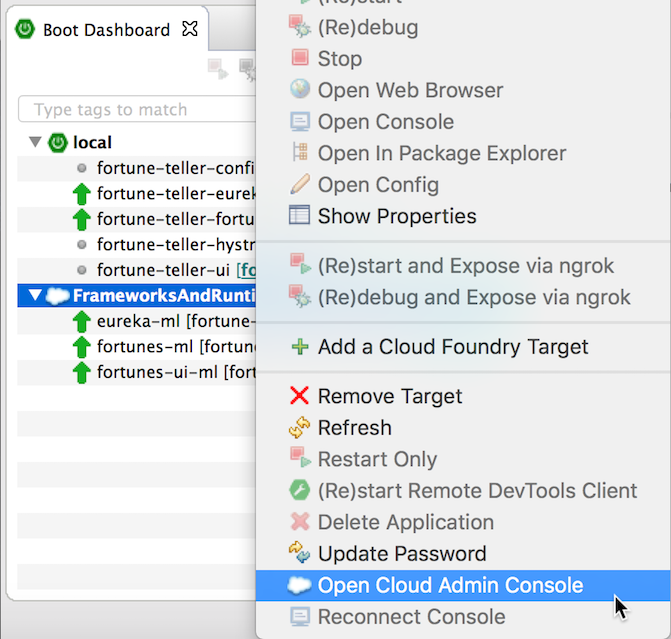 Boot Dashboard
Type tags to match
local
fortune-teller-confi
fortune-teller-eurek
fortune-teller-fortu
fortune-teller-hystr
fortune-teller-ui [fo
FrameworksAndRunti
eureka-ml [fortune-
fortunes-ml [fortun
fortunes-ui-ml [fort
(Re)start
(Re)debug
Stop
Open Web Browser
Open Console
Open In Package Explorer
Open Config
Show Properties
(Re)start and Expose via ngrok
(Re)debug and Expose via ngrok
Add a Cloud Foundry Target
Remove Target
Refresh
Restart Only
(Re)start Remote DevTools Client
Delete Application
Update Password
Open Cloud Admin Console
Reconnect Console